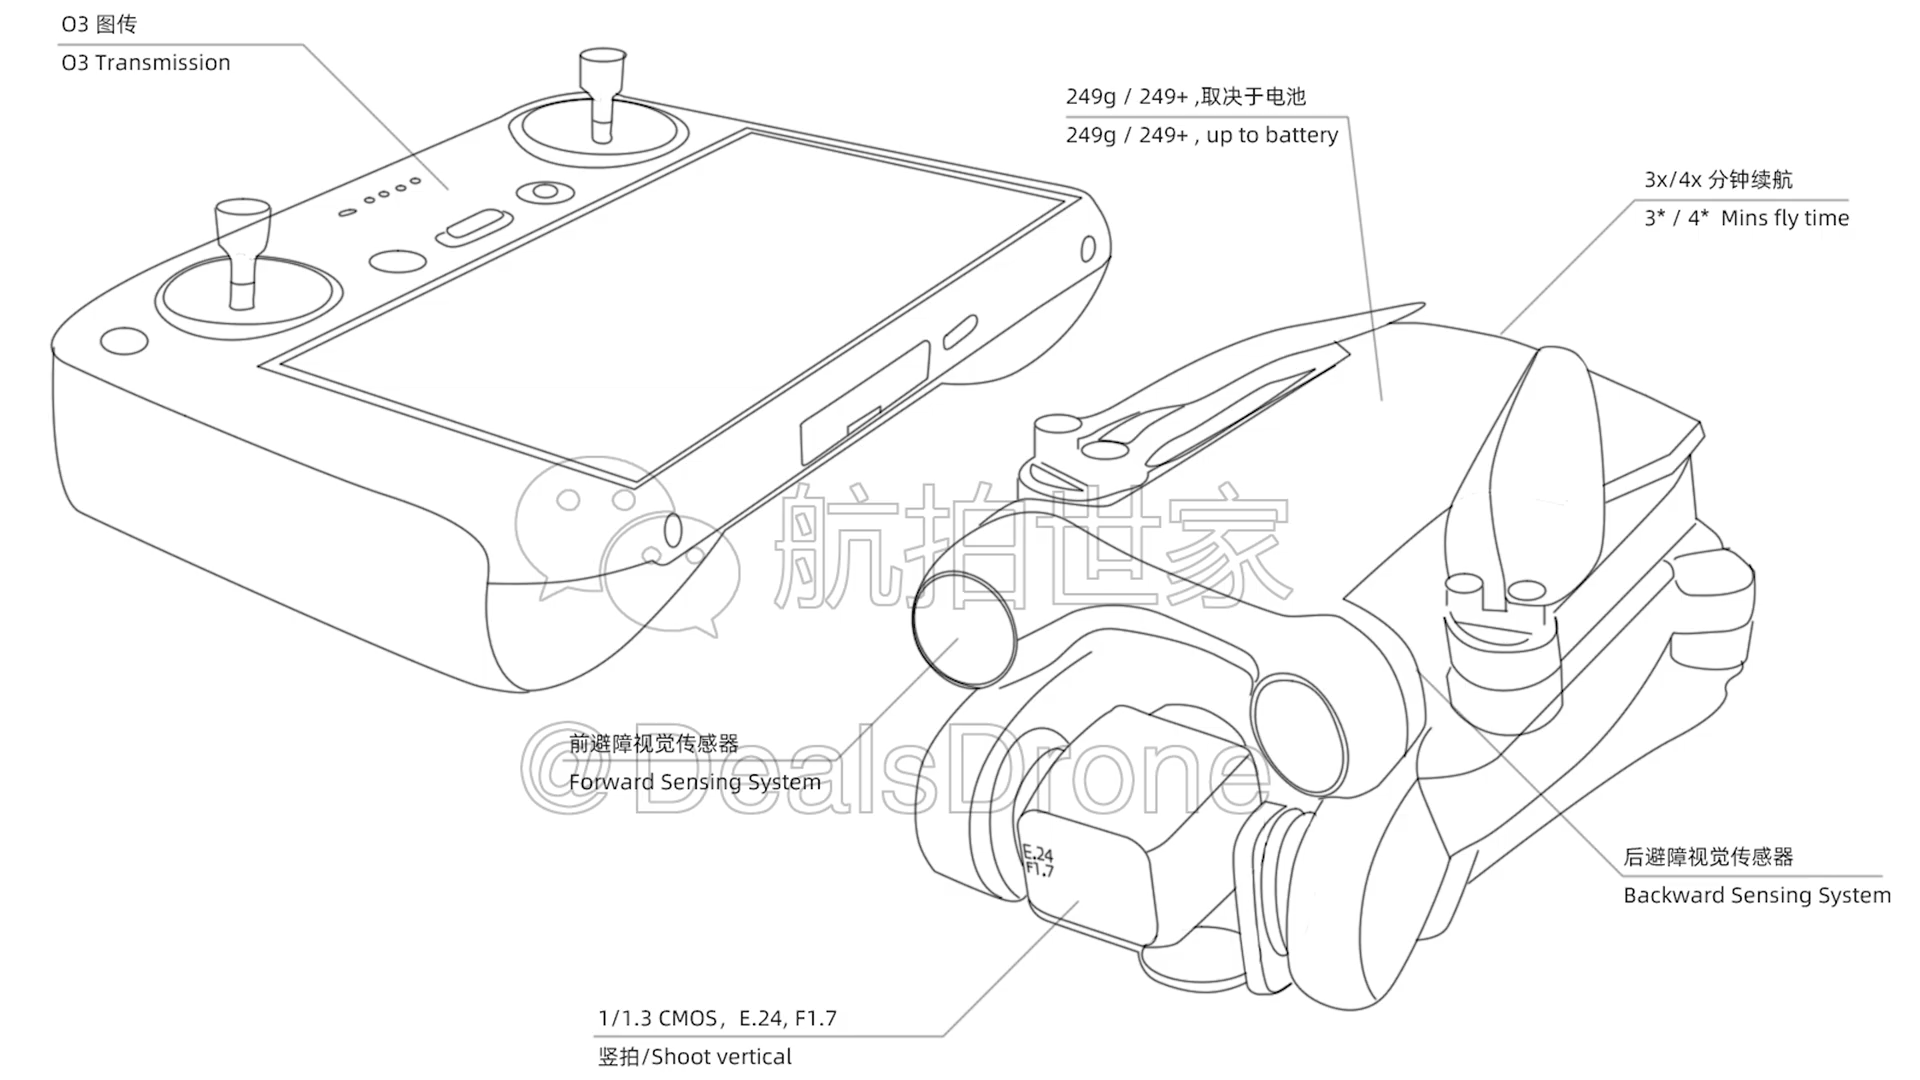 O3 图传
O3 Transmission
249g / 249+ ,取决于电池
249g / 249+ , up to battery
3x/4x 分钟续航
3* / 4* Mins fly time
航拍世家
@DealsDrone
前避障视觉传感器
Forward Sensing System
E.24
F1.7
后避障视觉传感器
Backward Sensing System
1/1.3 CMOS, E.24, F1.7
竖拍/Shoot vertical